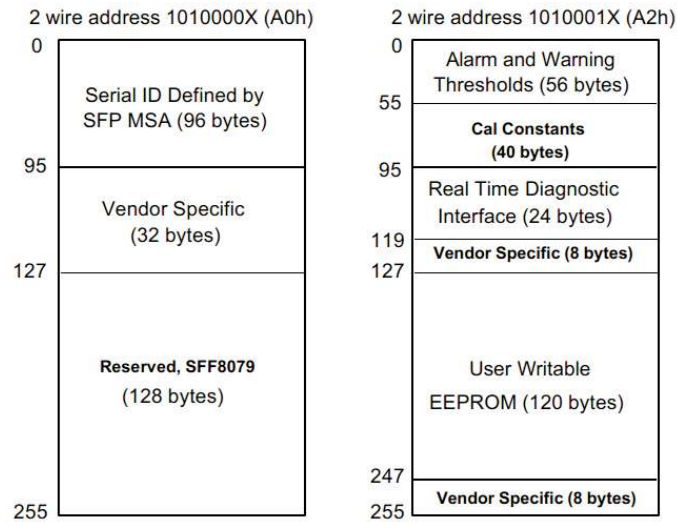 2 wire address 1010000X (A0h)
0
Serial ID Defined by
SFP MSA (96 bytes)
95
Vendor Specific
(32 bytes)
127
Reserved, SFF8079
(128 bytes)
255
2 wire address 1010001X (A2h)
0
Alarm and Warning
Thresholds (56 bytes)
55
Cal Constants
(40 bytes)
95
Real Time Diagnostic
Interface (24 bytes)
119
Vendor Specific (8 bytes)
127
User Writable
EEPROM (120 bytes)
247
Vendor Specific (8 bytes)
255